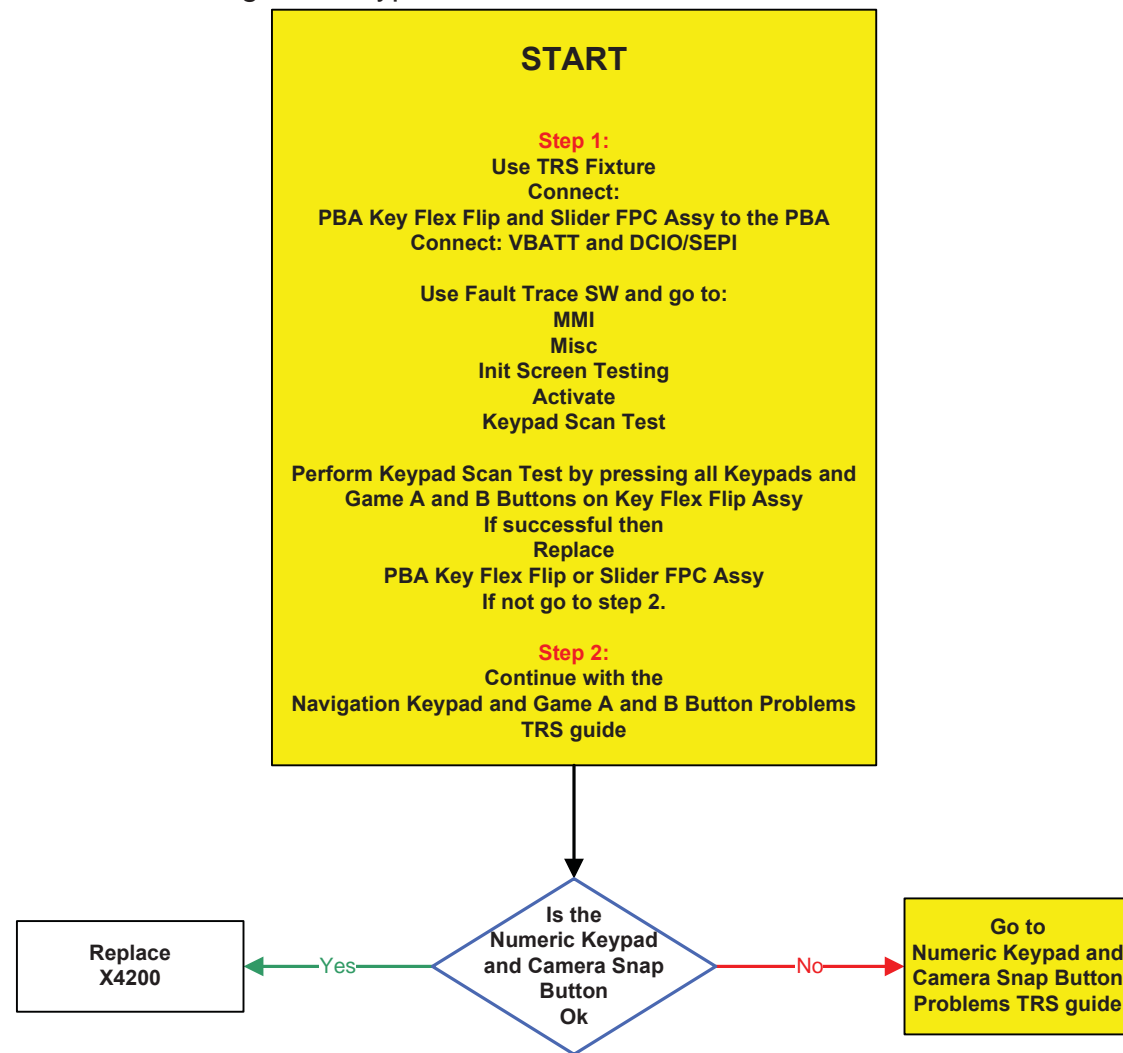 START
Step 1:
Use TRS Fixture
Connect:
PBA Key Flex Flip and Slider FPC Assy to the PBA
Connect: VBATT and DCIO/SEPI
Use Fault Trace SW and go to:
MMI
Misc
Init Screen Testing
Activate
Keypad Scan Test
Perform Keypad Scan Test by pressing all Keypads and
Game A and B Buttons on Key Flex Flip Assy
If successful then
Replace
PBA Key Flex Flip or Slider FPC Assy
If not go to step 2.
Step 2:
Continue with the
Navigation Keypad and Game A and B Button Problems
TRS guide
Is the
Numeric Keypad
and Camera Snap
Button
Ok
Yes
Replace
X4200
No
Go to
Numeric Keypad and
Camera Snap Button
Problems TRS guide